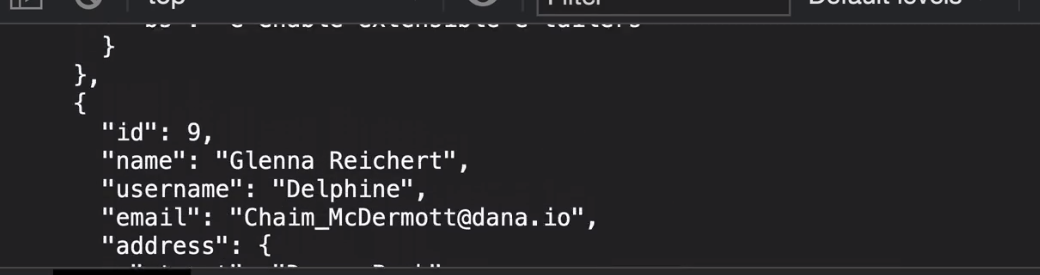 top Filter Default levels
"bs": "e-enable extensible e-tailers"
}
},
{
"id": 9,
"name": "Glenna Reichert",
"username": "Delphine",
"email": "Chaim_McDermott@dana.io",
"address": {